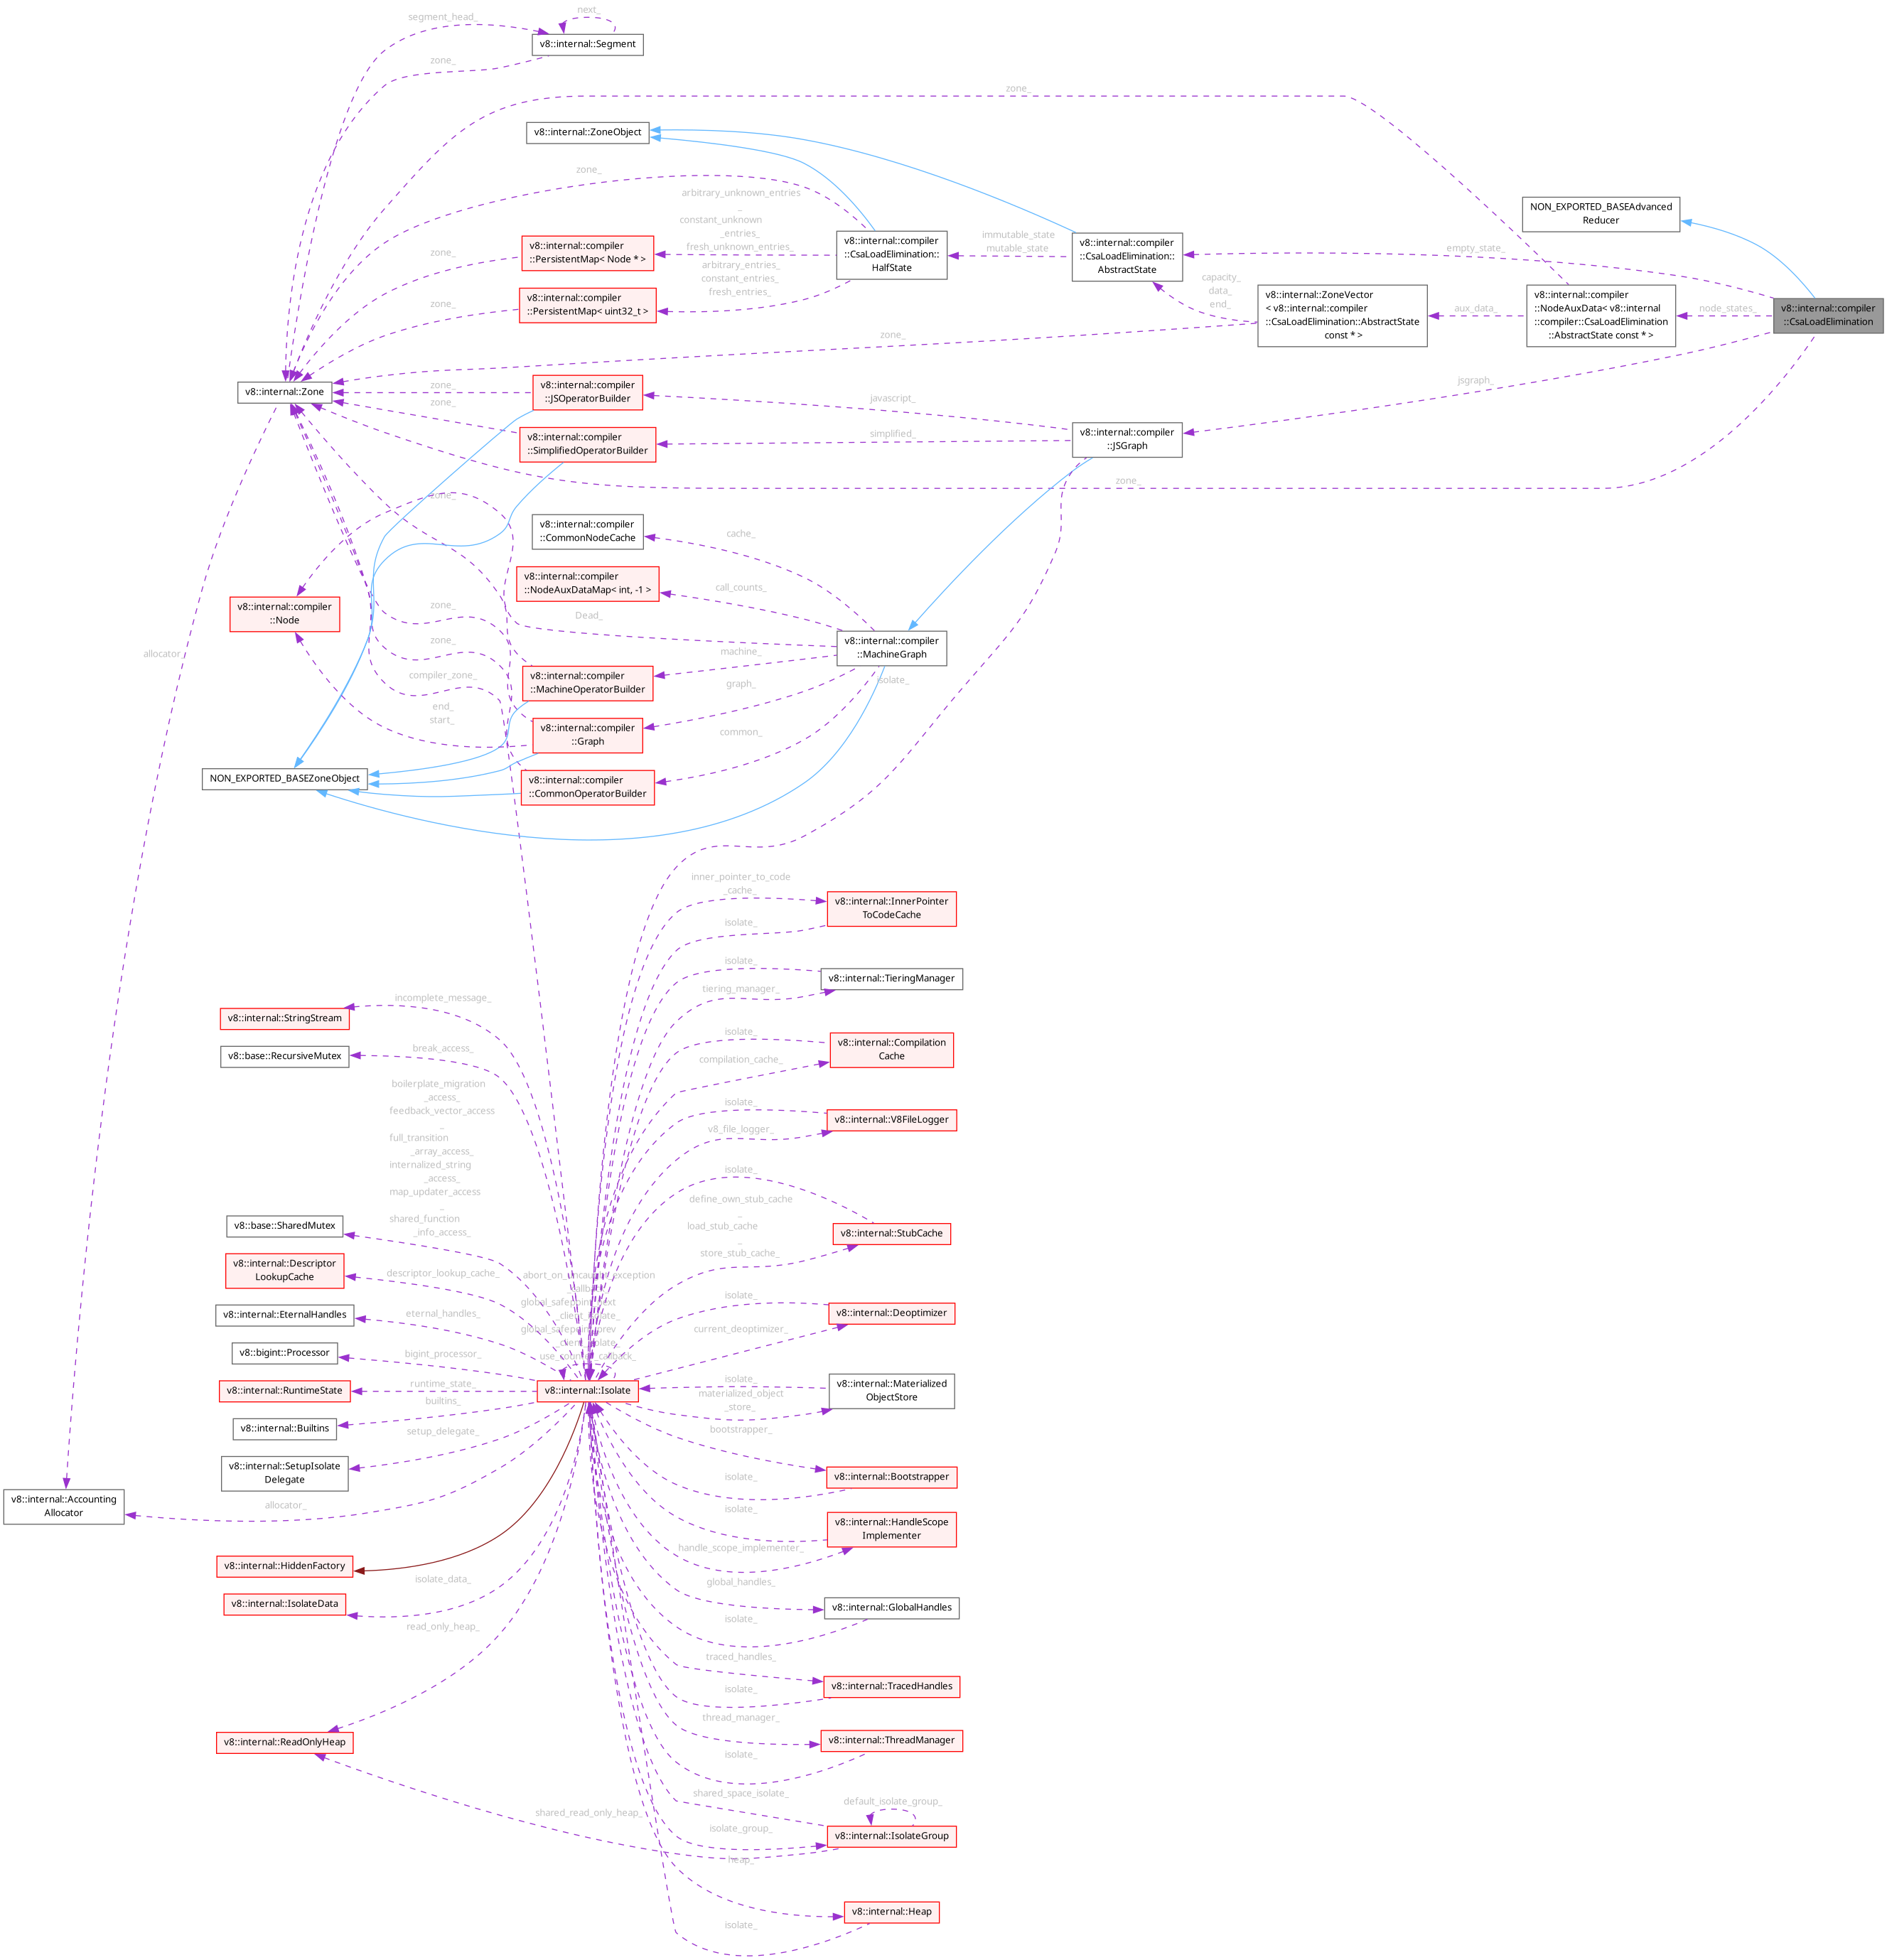 segment_head_
next_
v8::internal::Segment
zone_
zone_
v8::internal::ZoneObject
zone_
arbitrary_unknown_entries
_
constant_unknown
_entries_
fresh_unknown_entries_
NON_EXPORTED_BASEAdvanced
Reducer
v8::internal::compiler
::CsaLoadElimination::
HalfState
immutable_state
mutable_state
v8::internal::compiler
::CsaLoadElimination::
AbstractState
empty_state_
zone_
v8::internal::compiler
::PersistentMap< Node * >
arbitrary_entries_
constant_entries_
fresh_entries_
capacity_
data_
end_
zone_
v8::internal::compiler
::PersistentMap< uint32_t >
v8::internal::ZoneVector
< v8::internal::compiler
::CsaLoadElimination::AbstractState
const * >
aux_data_
v8::internal::compiler
::NodeAuxData< v8::internal
::compiler::CsaLoadElimination
::AbstractState const * >
node_states_
v8::internal::compiler
::CsaLoadElimination
zone_
v8::internal::Zone
zone_
v8::internal::compiler
::JSOperatorBuilder
javascript_
jsgraph_
zone_
v8::internal::compiler
::SimplifiedOperatorBuilder
simplified_
v8::internal::compiler
::JSGraph
zone_
zone_
v8::internal::compiler
::CommonNodeCache
cache_
v8::internal::compiler
::NodeAuxDataMap< int, -1 >
call_counts_
v8::internal::compiler
::Node
zone_
Dead_
v8::internal::compiler
::MachineGraph
allocator_
zone_
machine_
compiler_zone_
v8::internal::compiler
::MachineOperatorBuilder
graph_
isolate_
end_
start_
v8::internal::compiler
::Graph
common_
NON_EXPORTED_BASEZoneObject
v8::internal::compiler
::CommonOperatorBuilder
inner_pointer_to_code
_cache_
v8::internal::InnerPointer
ToCodeCache
isolate_
isolate_
v8::internal::TieringManager
tiering_manager_
incomplete_message_
v8::internal::StringStream
isolate_
v8::internal::Compilation
Cache
break_access_
v8::base::RecursiveMutex
compilation_cache_
boilerplate_migration
_access_
feedback_vector_access
_
full_transition
_array_access_
internalized_string
_access_
map_updater_access
_
shared_function
_info_access_
isolate_
v8::internal::V8FileLogger
v8_file_logger_
isolate_
define_own_stub_cache
_
load_stub_cache
_
store_stub_cache_
v8::base::SharedMutex
v8::internal::StubCache
v8::internal::Descriptor
LookupCache
descriptor_lookup_cache_
abort_on_uncaught_exception
_callback_
global_safepoint_next
_client_isolate_
global_safepoint_prev
_client_isolate_
use_counter_callback_
isolate_
v8::internal::EternalHandles
eternal_handles_
v8::internal::Deoptimizer
current_deoptimizer_
v8::bigint::Processor
bigint_processor_
v8::internal::RuntimeState
runtime_state_
v8::internal::Isolate
isolate_
v8::internal::Materialized
ObjectStore
materialized_object
_store_
builtins_
v8::internal::Builtins
setup_delegate_
bootstrapper_
v8::internal::SetupIsolate
Delegate
v8::internal::Bootstrapper
isolate_
v8::internal::Accounting
Allocator
allocator_
isolate_
v8::internal::HandleScope
Implementer
handle_scope_implementer_
v8::internal::HiddenFactory
isolate_data_
global_handles_
v8::internal::IsolateData
v8::internal::GlobalHandles
isolate_
read_only_heap_
traced_handles_
v8::internal::TracedHandles
isolate_
thread_manager_
v8::internal::ReadOnlyHeap
v8::internal::ThreadManager
isolate_
shared_space_isolate_
default_isolate_group_
shared_read_only_heap_
isolate_group_
v8::internal::IsolateGroup
heap_
v8::internal::Heap
isolate_